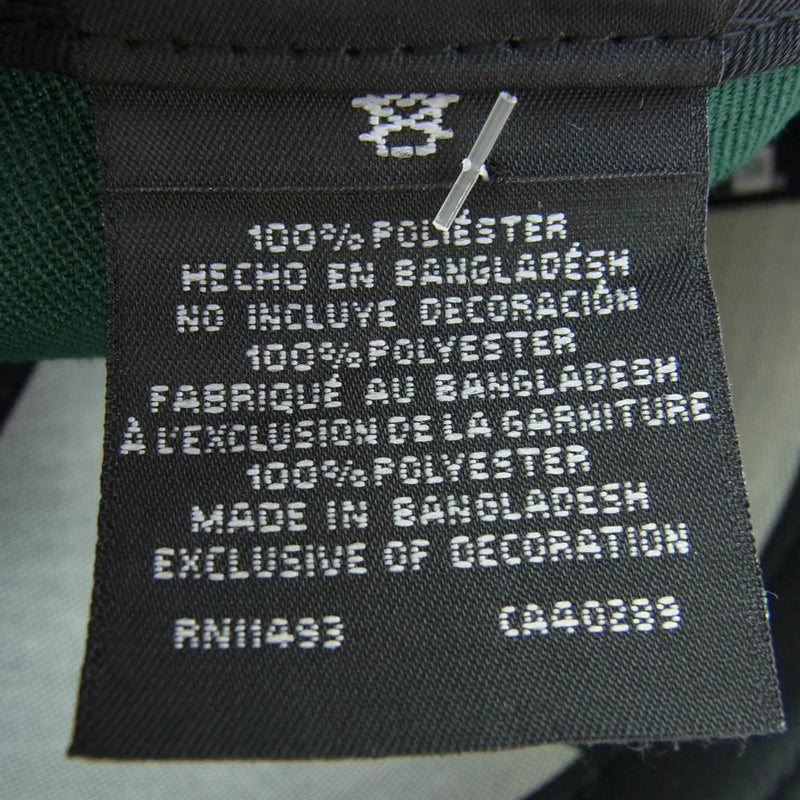 100% POLIÉSTER
HECHO EN BANGLADÉSH
NO INCLUYE DECORACIÓN
100% POLYESTER
FABRIQUÉ AU BANGLADESH
À L'EXCLUSION DE LA GARNITURE
100% POLYESTER
MADE IN BANGLADESH
EXCLUSIVE OF DECORATION
RN11493 CA40289